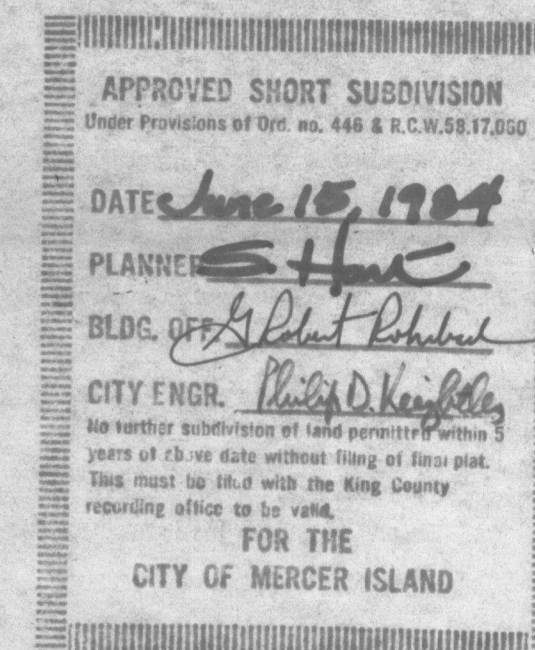 APPROVED SHORT SUBDIVISION
Under Provisions of Ord. no. 446 & R.C.W.58.17.060
DATE June 15, 1984
PLANNER S. H
BLDG. OFF G Robert Rohrbach
CITY ENGR. Philip D. Keightley
No further subdivision of land permitted within 5
years of above date without filing of final plat.
This must be filed with the King County
recording office to be valid.
FOR THE
CITY OF MERCER ISLAND